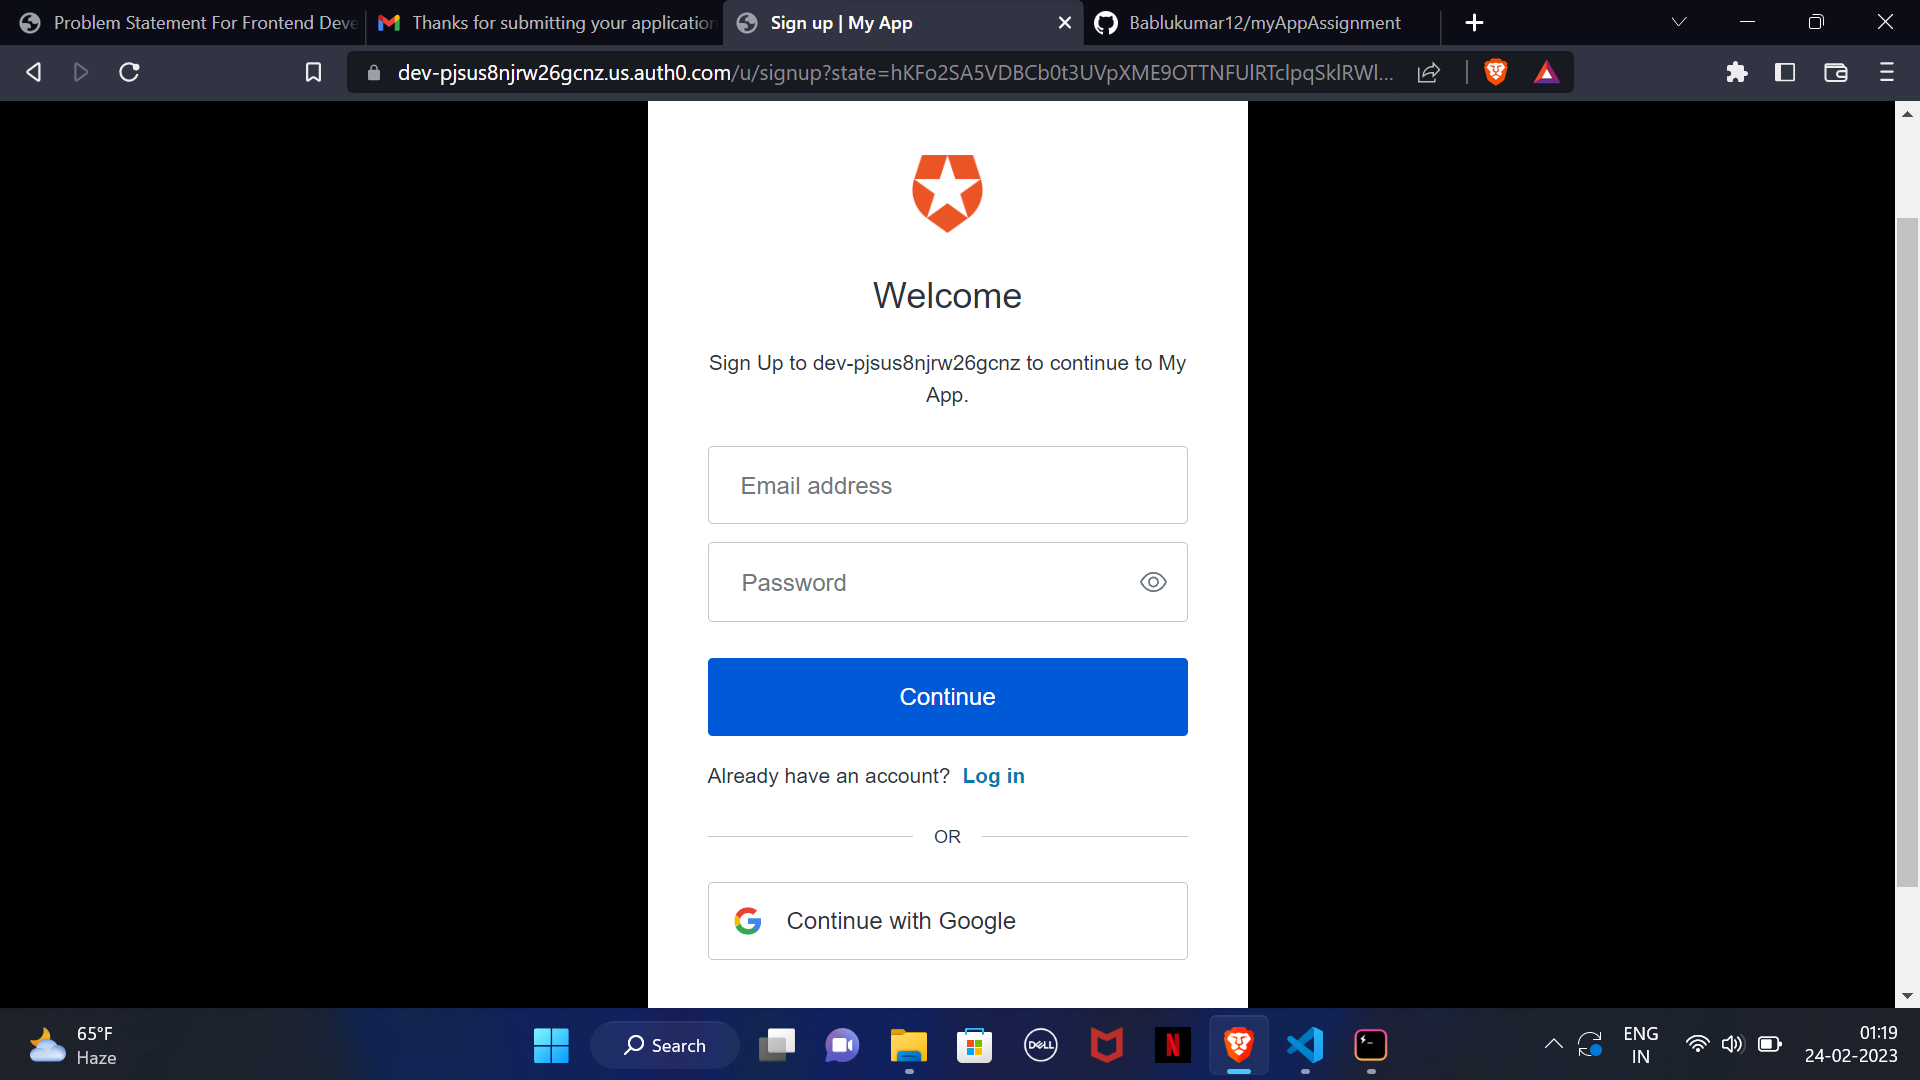 Problem Statement For Frontend Deve
Thanks for submitting your application
Sign up | My App
Bablukumar12/myAppAssignment
dev-pjsus8njrw26gcnz.us.auth0.com/u/signup?state=
Welcome
Sign Up to dev-pjsus8njrw26gcnz to continue to My
App.
Email address
Password
Continue
Already have an account? Log in
OR
Continue with Google
65°F
Haze
Search
DELL
N
ENG
IN
01:19
24-02-2023